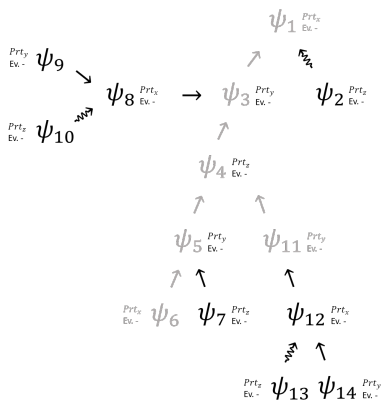 ψ1 Prtx Ev. -
Prty Ev. - ψ9
ψ8 Prtx Ev. -
ψ3 Prty Ev. -
ψ2 Prtz Ev. -
Prtz Ev. - ψ10
ψ4 Prtz Ev. -
ψ5 Prty Ev. -
ψ11 Prty Ev. -
Prtx Ev. - ψ6
ψ7 Prtz Ev. -
ψ12 Prtx Ev. -
Prtz Ev. - ψ13
ψ14 Prty Ev. -